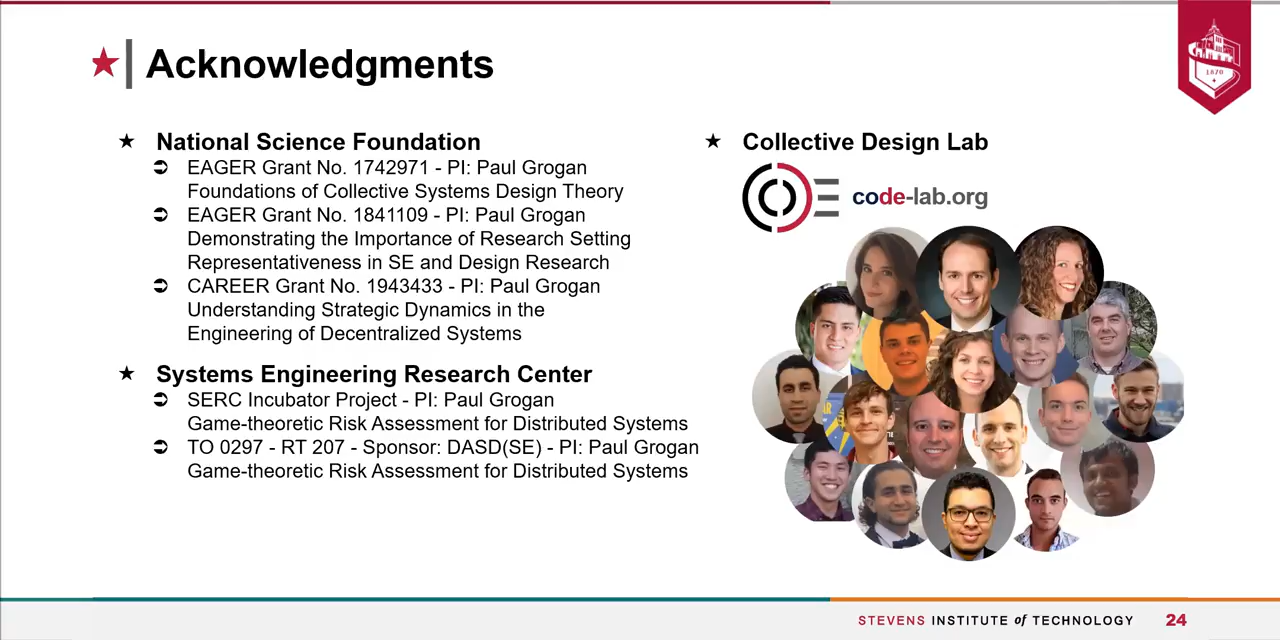 Acknowledgments
1870
National Science Foundation
EAGER Grant No. 1742971 - PI: Paul Grogan
Foundations of Collective Systems Design Theory
EAGER Grant No. 1841109 - PI: Paul Grogan
Demonstrating the Importance of Research Setting
Representativeness in SE and Design Research
CAREER Grant No. 1943433 - PI: Paul Grogan
Understanding Strategic Dynamics in the
Engineering of Decentralized Systems
Systems Engineering Research Center
SERC Incubator Project - PI: Paul Grogan
Game-theoretic Risk Assessment for Distributed Systems
TO 0297 - RT 207 - Sponsor: DASD(SE) - PI: Paul Grogan
Game-theoretic Risk Assessment for Distributed Systems
Collective Design Lab
code-lab.org
STEVENS INSTITUTE of TECHNOLOGY 24